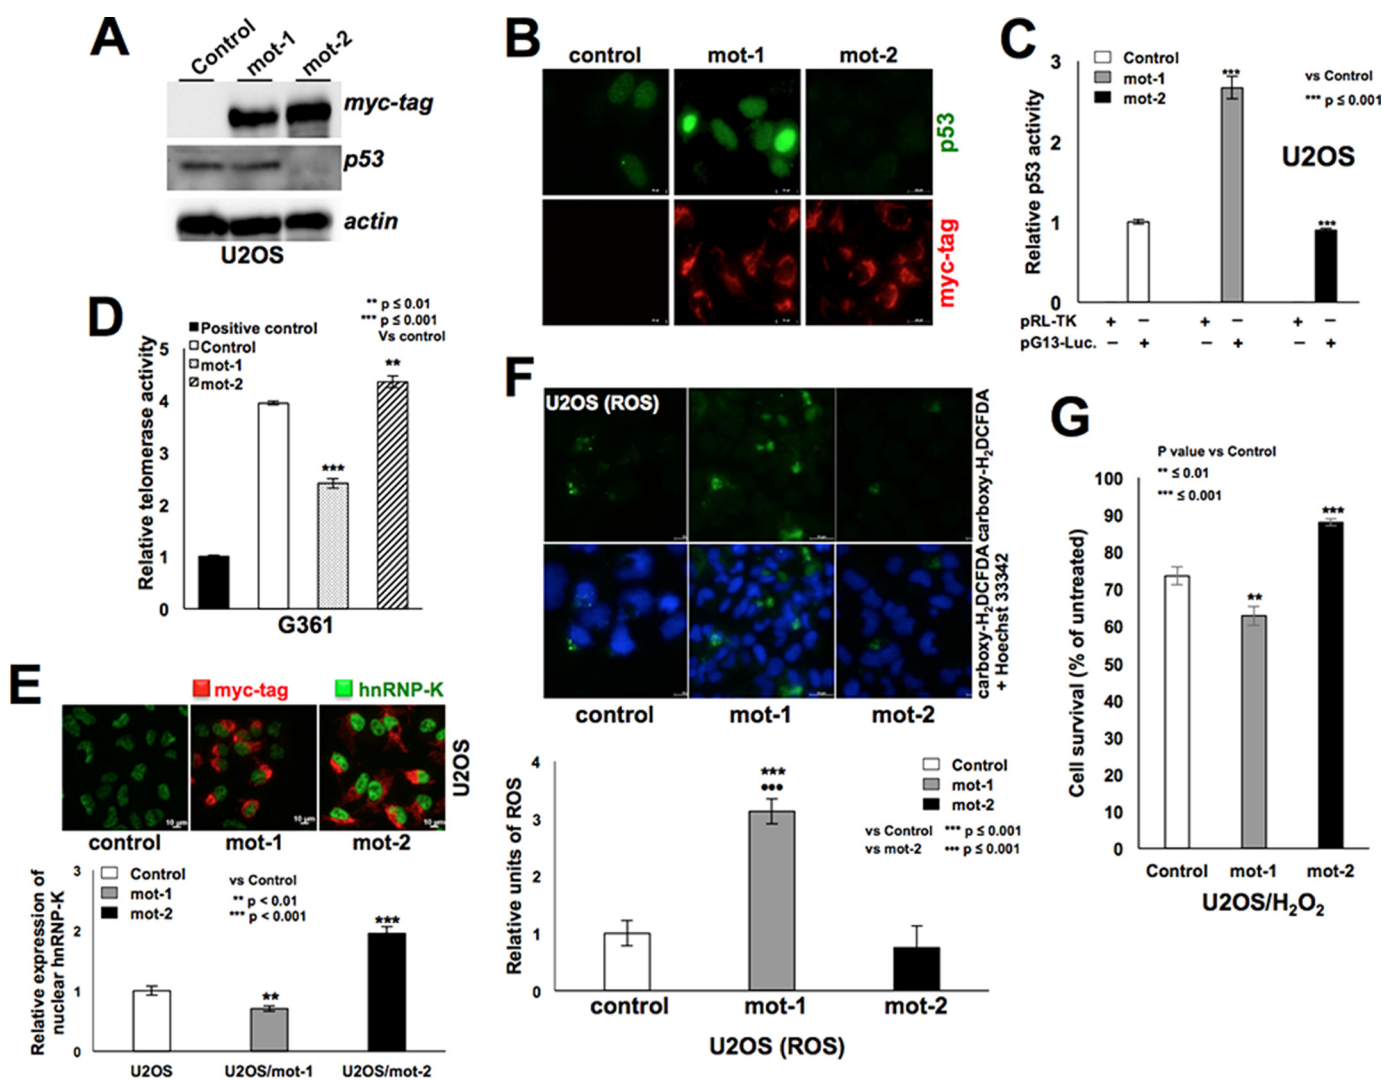 A
Control
mot-1
mot-2
myc-tag
p53
actin
U2OS
B
control
mot-1
mot-2
p53
myc-tag
C
Control
mot-1
mot-2
vs Control
*** p ≤ 0.001
U2OS
Relative p53 activity
3
2
1
0
***
***
pRL-TK + − + − + −
pG13-Luc. − + − + − +
D
** p ≤ 0.01
*** p ≤ 0.001
Vs control
Positive control
Control
mot-1
mot-2
Relative telomerase activity
5
4
3
2
1
0
***
**
G361
E
myc-tag
hnRNP-K
U2OS
10 µm
10 µm
10 µm
control
mot-1
mot-2
Relative expression of
nuclear hnRNP-K
3
2
1
0
Control
mot-1
mot-2
vs Control
** p < 0.01
*** p < 0.001
**
***
U2OS
U2OS/mot-1
U2OS/mot-2
F
U2OS (ROS)
carboxy-H₂DCFDA
carboxy-H₂DCFDA
+ Hoechst 33342
control
mot-1
mot-2
Relative units of ROS
4
3
2
1
0
***
•••
Control
mot-1
mot-2
vs Control *** p ≤ 0.001
vs mot-2 ••• p ≤ 0.001
control
mot-1
mot-2
U2OS (ROS)
G
P value vs Control
** ≤ 0.01
*** ≤ 0.001
Cell survival (% of untreated)
100
90
80
70
60
50
40
30
20
10
0
**
***
Control
mot-1
mot-2
U2OS/H₂O₂